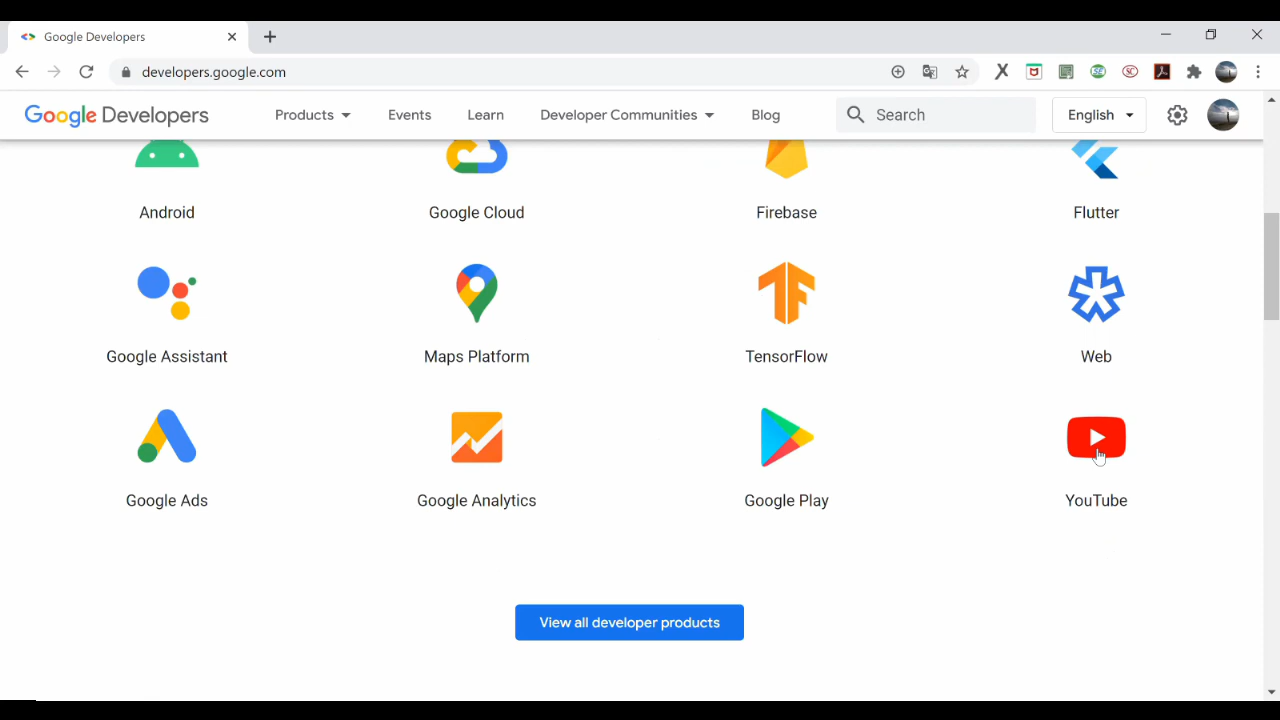 Google Developers
developers.google.com
Google Developers Products Events Learn Developer Communities Blog Search English
Android Google Cloud Firebase Flutter
Google Assistant Maps Platform TensorFlow Web
Google Ads Google Analytics Google Play YouTube
View all developer products